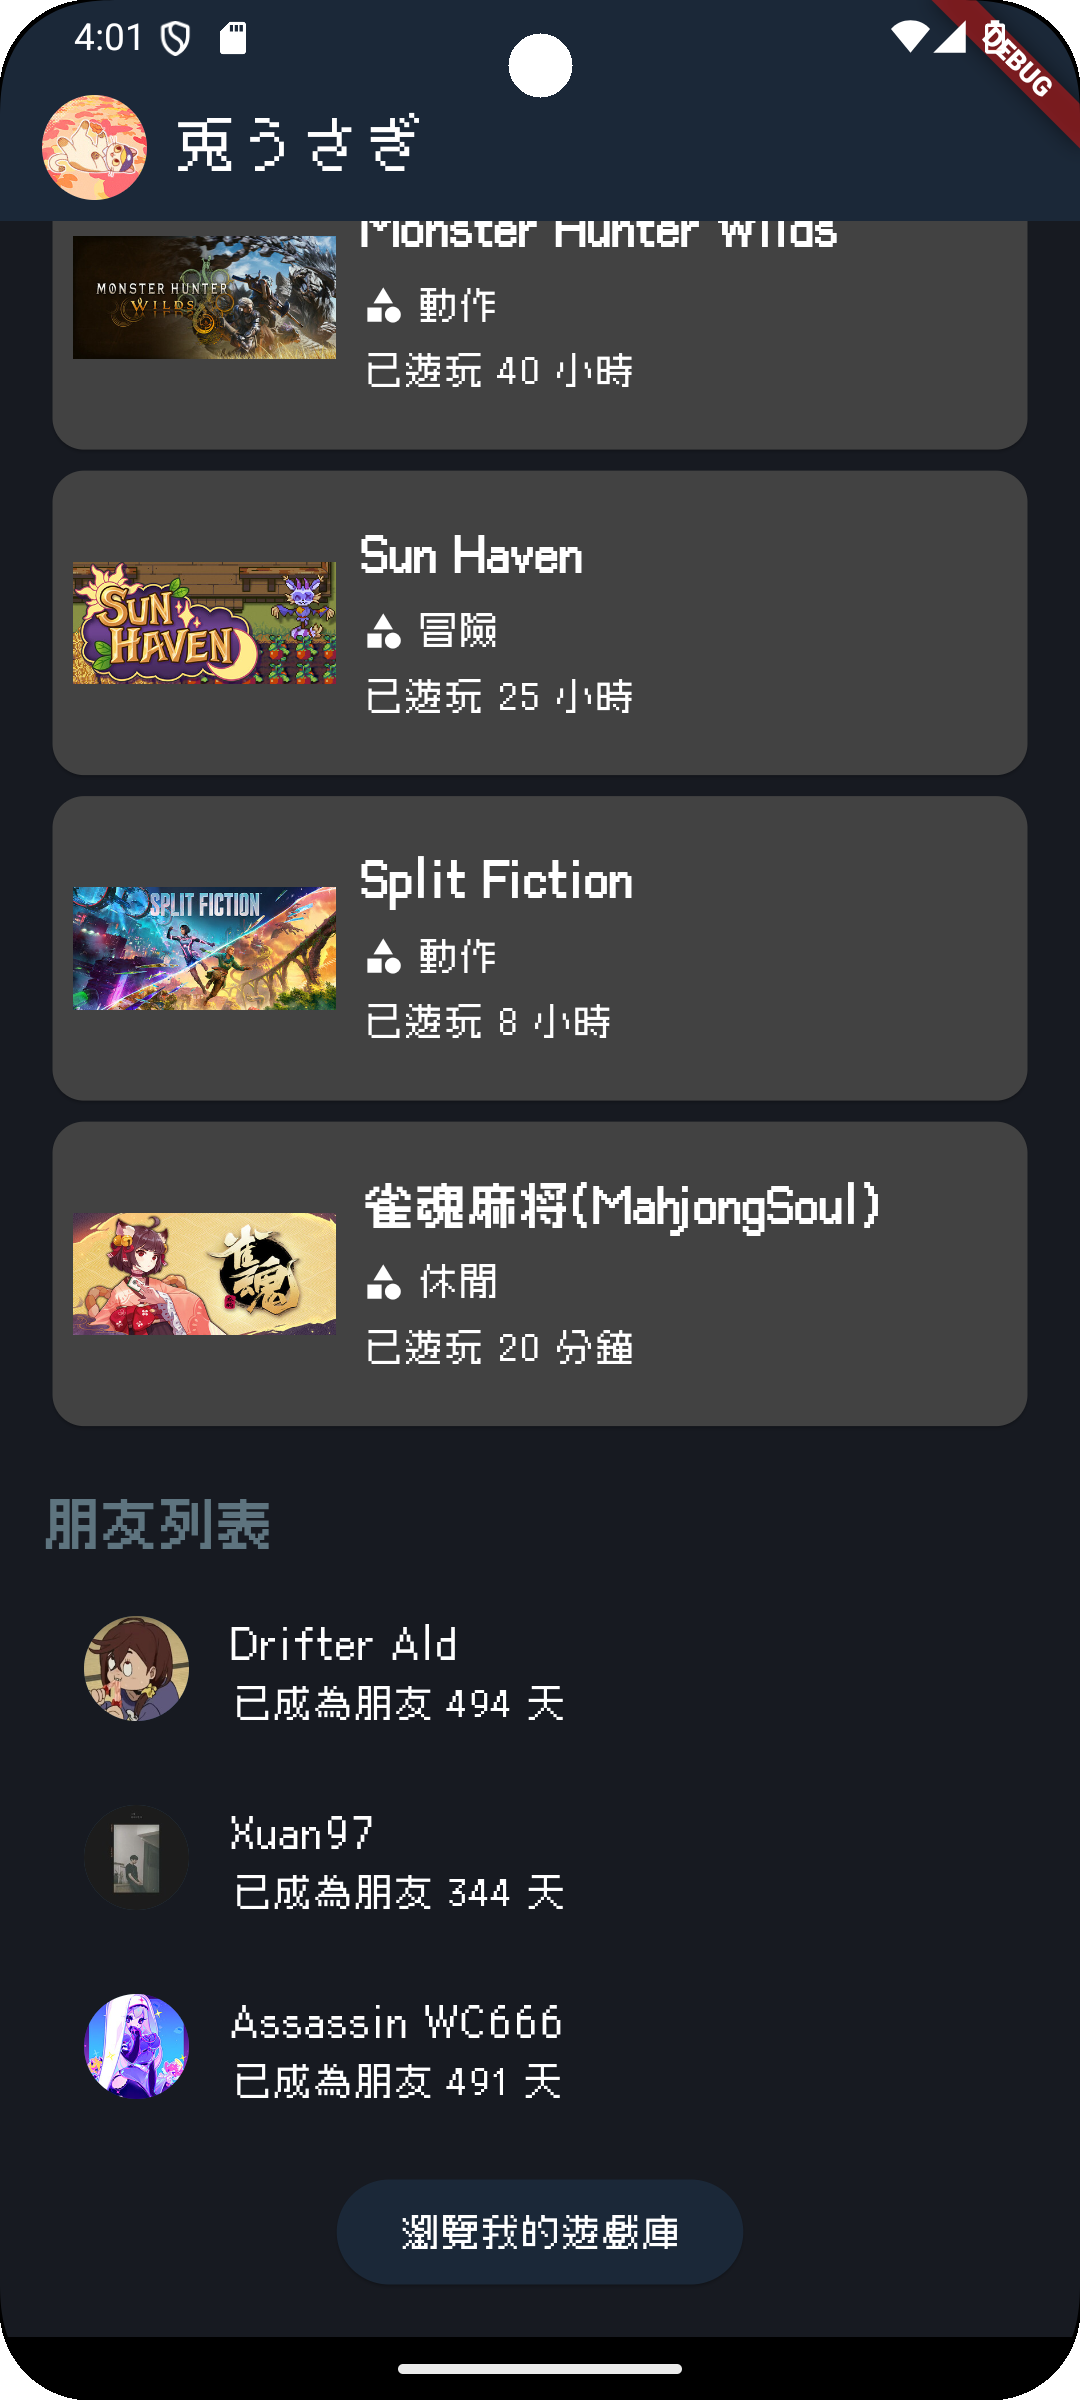 4:01
DEBUG
兎うさぎ
Monster Hunter Wilds
MONSTER HUNTER
WILDS
動作
已遊玩 40 小時
Sun Haven
SUN
HAVEN
冒險
已遊玩 25 小時
Split Fiction
SPLIT FICTION
動作
已遊玩 8 小時
雀魂麻将(MahjongSoul)
雀魂
休閒
已遊玩 20 分鐘
朋友列表
Drifter Ald
已成為朋友 494 天
Xuan97
已成為朋友 344 天
Assassin WC666
已成為朋友 491 天
瀏覽我的遊戲庫